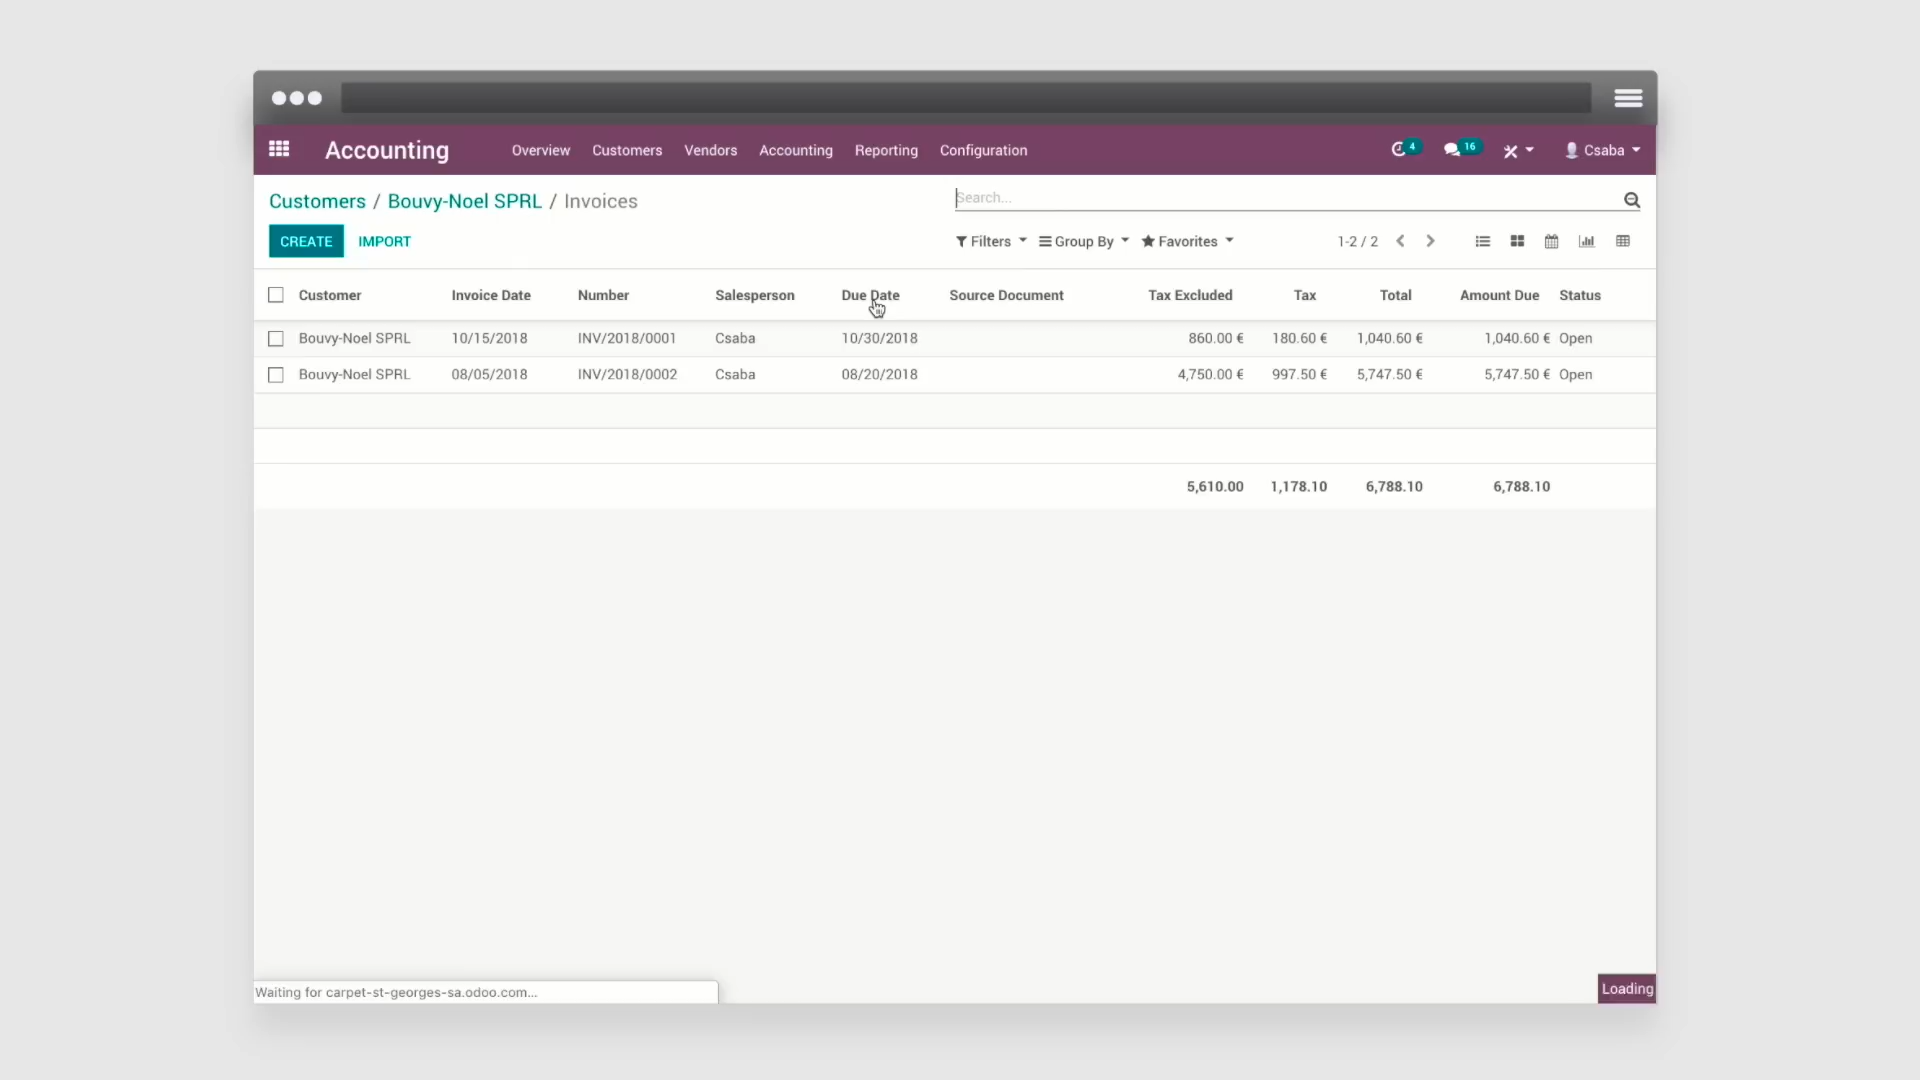 Accounting Overview Customers Vendors Accounting Reporting Configuration 4 16 Csaba
Customers / Bouvy-Noel SPRL / Invoices Search...
CREATE IMPORT Filters Group By Favorites 1-2 / 2
Customer Invoice Date Number Salesperson Due Date Source Document Tax Excluded Tax Total Amount Due Status
Bouvy-Noel SPRL 10/15/2018 INV/2018/0001 Csaba 10/30/2018 860.00 € 180.60 € 1,040.60 € 1,040.60 € Open
Bouvy-Noel SPRL 08/05/2018 INV/2018/0002 Csaba 08/20/2018 4,750.00 € 997.50 € 5,747.50 € 5,747.50 € Open
5,610.00 1,178.10 6,788.10 6,788.10
Waiting for carpet-st-georges-sa.odoo.com... Loading